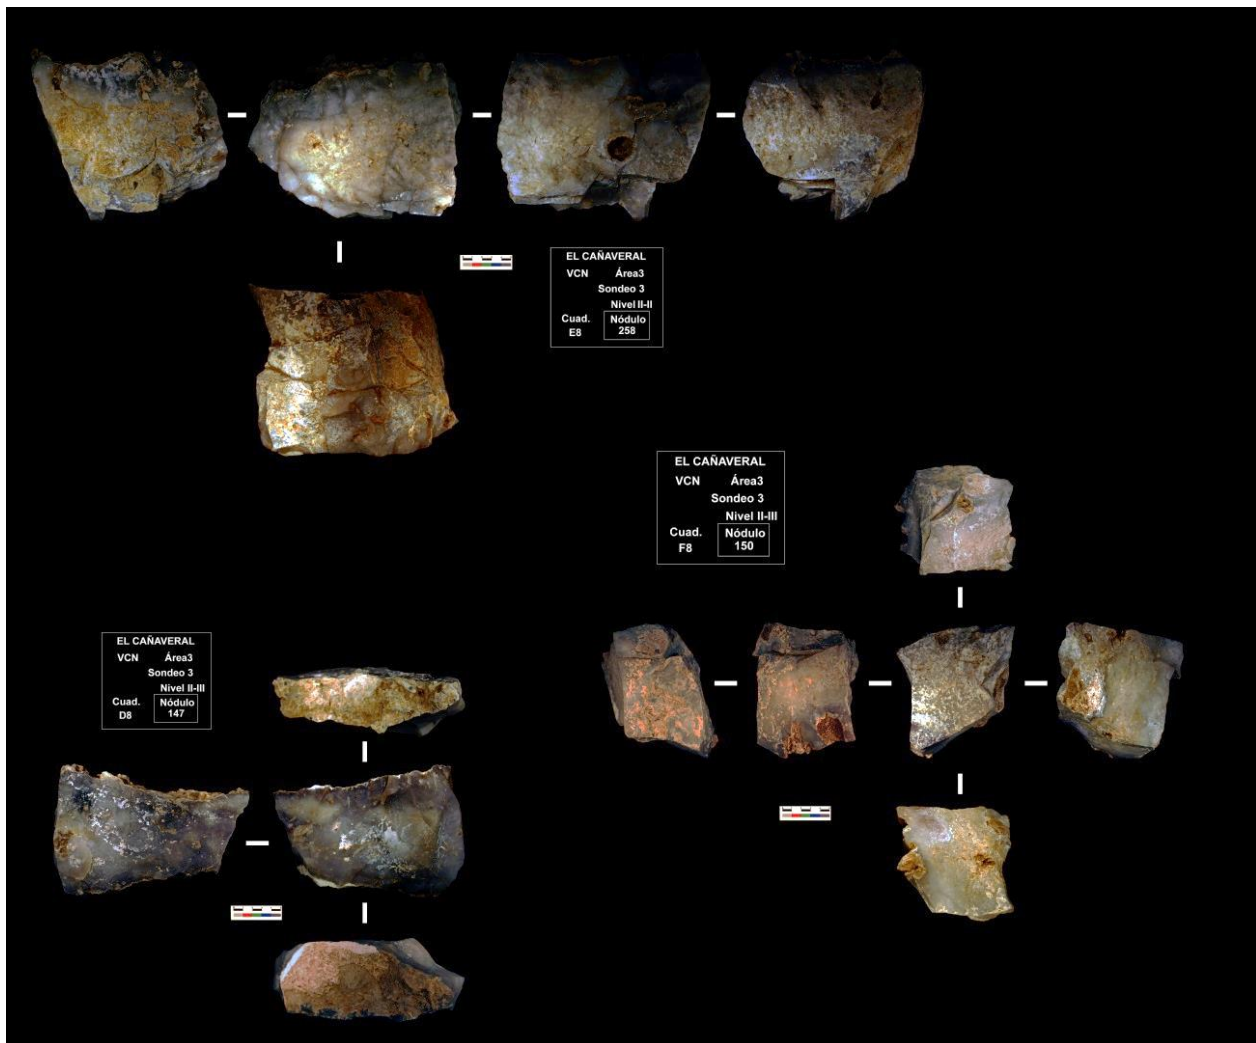 EL CAÑAVERAL
VCN Área3
Sondeo 3
Nivel II-II
Cuad. Nódulo
E8 258
EL CAÑAVERAL
VCN Área3
Sondeo 3
Nivel II-III
Cuad. Nódulo
F8 150
EL CAÑAVERAL
VCN Área3
Sondeo 3
Nivel II-III
Cuad. Nódulo
D8 147